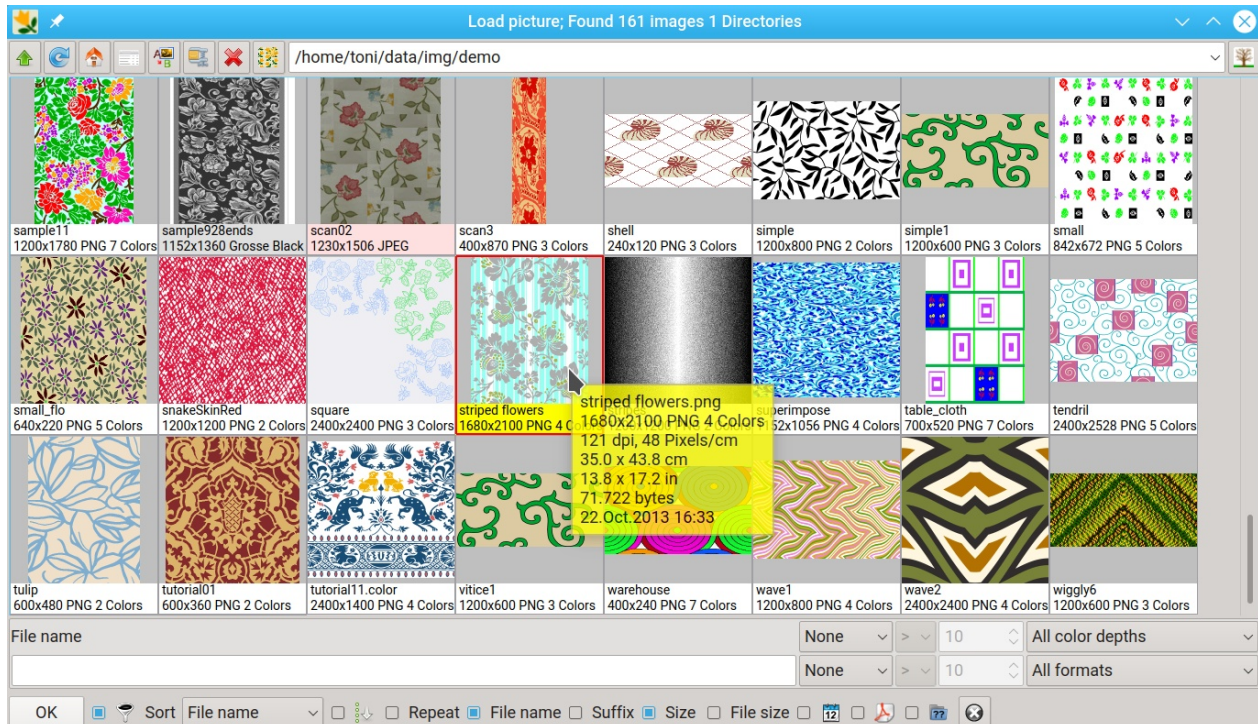 Load picture; Found 161 images 1 Directories
/home/toni/data/img/demo
sample11
1200x1780 PNG 7 Colors
sample928ends
1152x1360 Grosse Black
scan02
1230x1506 JPEG
scan3
400x870 PNG 3 Colors
shell
240x120 PNG 3 Colors
simple
1200x800 PNG 2 Colors
simple1
1200x600 PNG 3 Colors
small
842x672 PNG 5 Colors
small_flo
640x220 PNG 5 Colors
snakeSkinRed
1200x1200 PNG 2 Colors
square
2400x2400 PNG 3 Colors
striped flowers
1680x2100 PNG 4
superimpose
1152x1056 PNG 4 Colors
table_cloth
700x520 PNG 7 Colors
tendril
2400x2528 PNG 5 Colors
striped flowers.png
1680x2100 PNG 4 Colors
121 dpi, 48 Pixels/cm
35.0 x 43.8 cm
13.8 x 17.2 in
71.722 bytes
22.Oct.2013 16:33
tulip
600x480 PNG 2 Colors
tutorial01
600x360 PNG 2 Colors
tutorial11.color
2400x1400 PNG 4 Colors
vitice1
1200x600 PNG 3 Colors
warehouse
400x240 PNG 7 Colors
wave1
1200x800 PNG 4 Colors
wave2
2400x2400 PNG 4 Colors
wiggly6
1200x600 PNG 3 Colors
File name
None > 10 All color depths
None > 10 All formats
OK Sort File name Repeat File name Suffix Size File size 12 ??